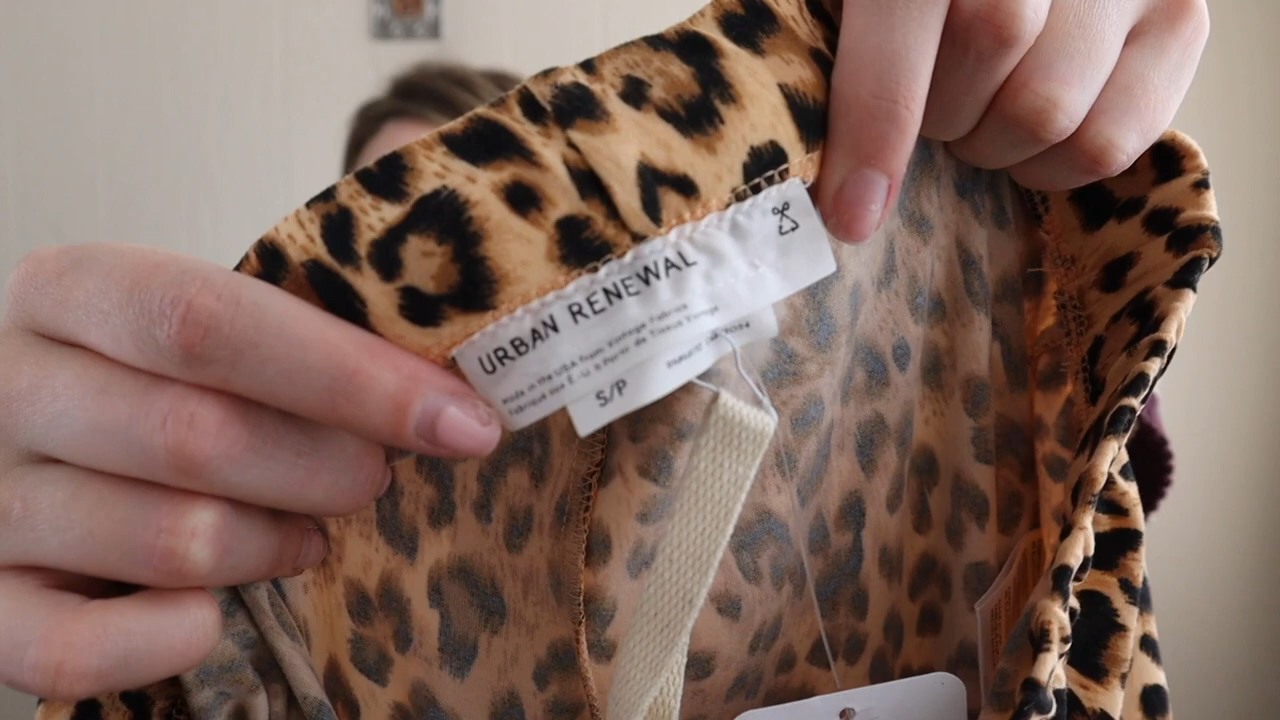 URBAN RENEWAL
Made in the USA from Vintage Fabrics
Fabriqué aux É.-U à Partir de Tissus Vintage
S/P